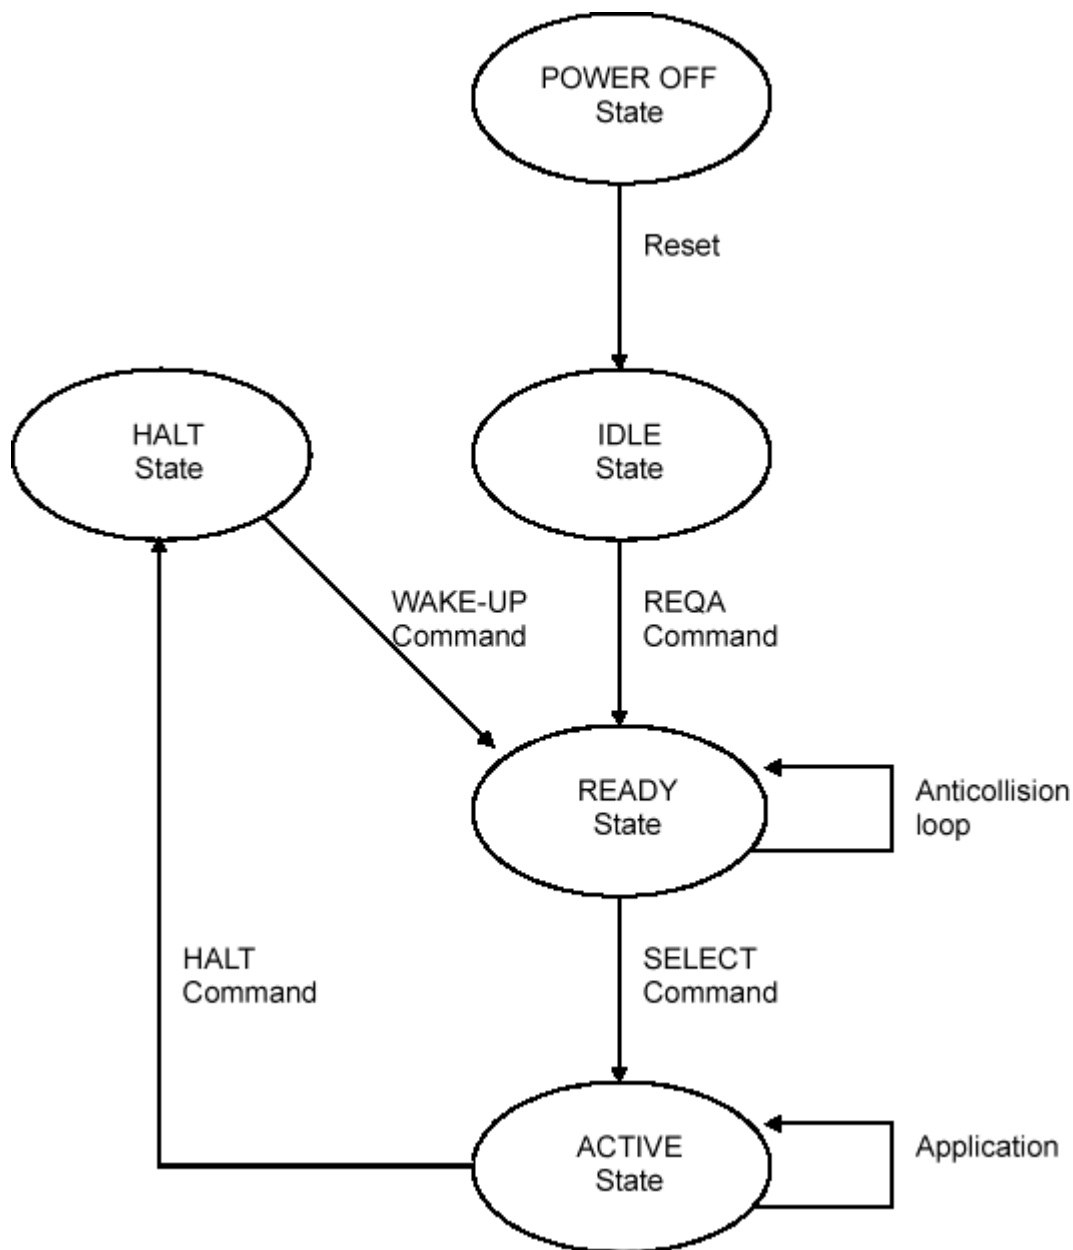 POWER OFF
State
Reset
HALT
State
IDLE
State
WAKE-UP
Command
REQA
Command
READY
State
Anticollision
loop
HALT
Command
SELECT
Command
ACTIVE
State
Application